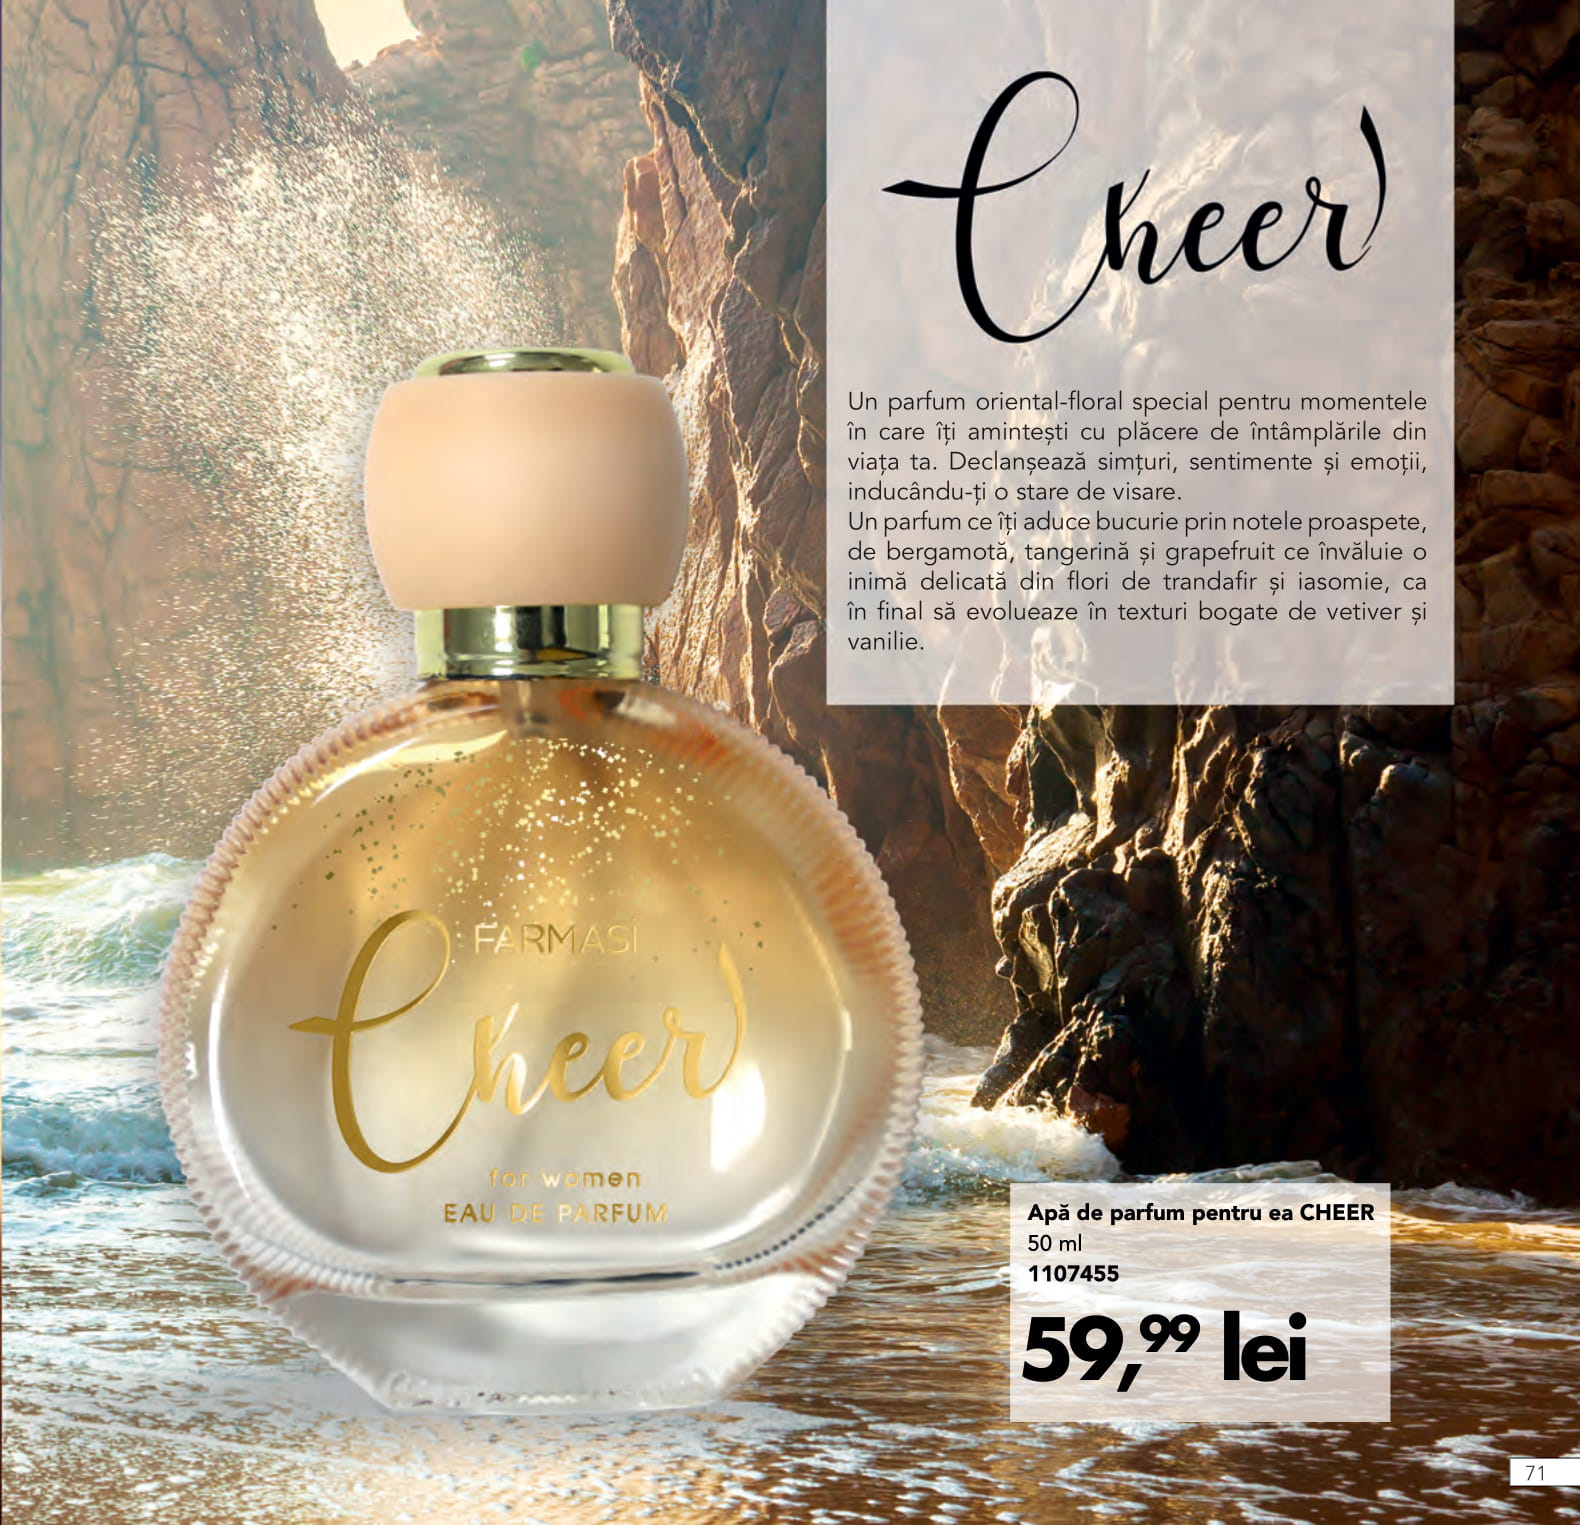 Cheer
Un parfum oriental-floral special pentru momentele
în care îți amintești cu plăcere de întâmplările din
viața ta. Declanșează simțuri, sentimente și emoții,
inducându-ți o stare de visare.
Un parfum ce îți aduce bucurie prin notele proaspete,
de bergamotă, tangerină și grapefruit ce învăluie o
inimă delicată din flori de trandafir și iasomie, ca
în final să evolueaze în texturi bogate de vetiver și
vanilie.
FARMASI
Cheer
for women
EAU DE PARFUM
Apă de parfum pentru ea CHEER
50 ml
1107455
59,99 lei
71